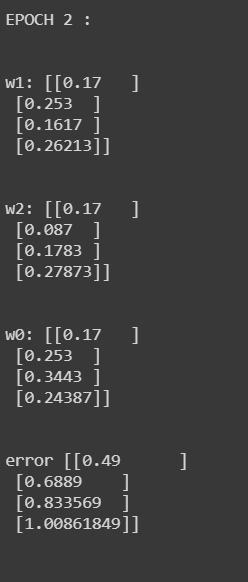 EPOCH 2 :
w1: [[0.17   ]
 [0.253  ]
 [0.1617 ]
 [0.26213]]
w2: [[0.17   ]
 [0.087  ]
 [0.1783 ]
 [0.27873]]
w0: [[0.17   ]
 [0.253  ]
 [0.3443 ]
 [0.24387]]
error [[0.49      ]
 [0.6889    ]
 [0.833569  ]
 [1.00861849]]